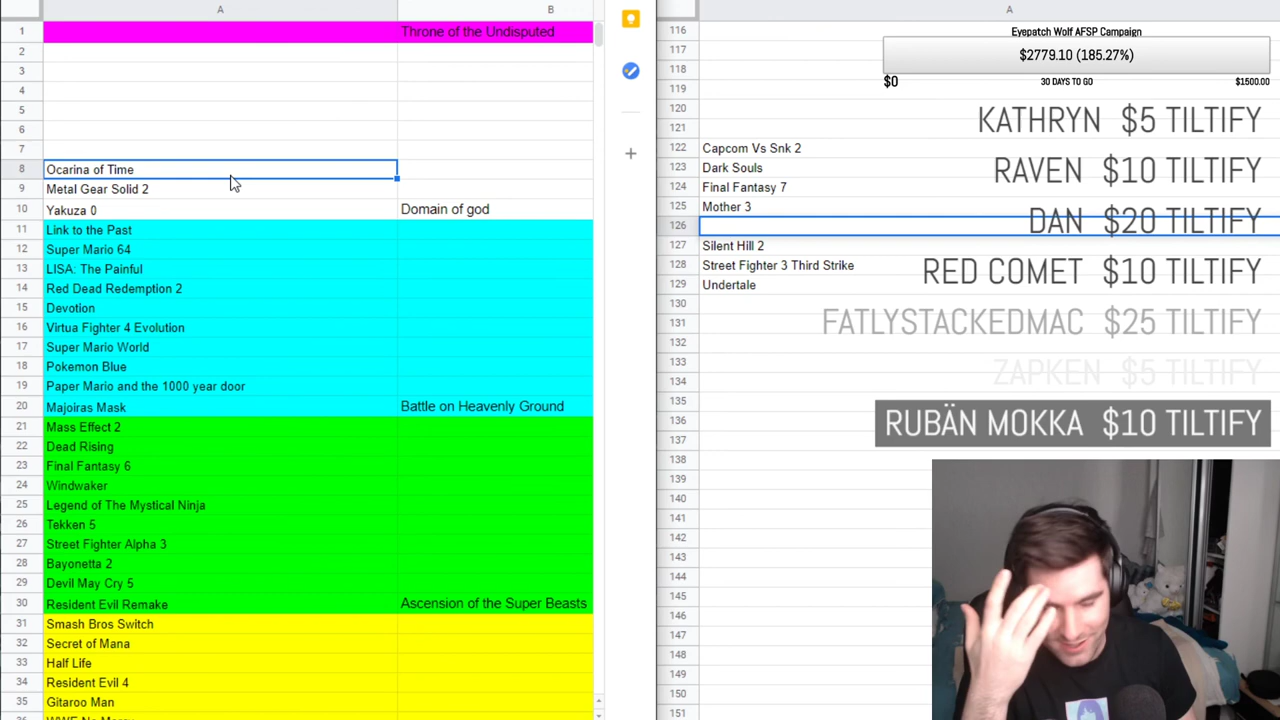 A
B
1 Throne of the Undisputed
2
3
4
5
6
7
8 Ocarina of Time
9 Metal Gear Solid 2
10 Yakuza 0 Domain of god
11 Link to the Past
12 Super Mario 64
13 LISA: The Painful
14 Red Dead Redemption 2
15 Devotion
16 Virtua Fighter 4 Evolution
17 Super Mario World
18 Pokemon Blue
19 Paper Mario and the 1000 year door
20 Majoiras Mask Battle on Heavenly Ground
21 Mass Effect 2
22 Dead Rising
23 Final Fantasy 6
24 Windwaker
25 Legend of The Mystical Ninja
26 Tekken 5
27 Street Fighter Alpha 3
28 Bayonetta 2
29 Devil May Cry 5
30 Resident Evil Remake Ascension of the Super Beasts
31 Smash Bros Switch
32 Secret of Mana
33 Half Life
34 Resident Evil 4
35 Gitaroo Man
A
116
117
118
119
120
121
122 Capcom Vs Snk 2
123 Dark Souls
124 Final Fantasy 7
125 Mother 3
126
127 Silent Hill 2
128 Street Fighter 3 Third Strike
129 Undertale
130
131
132
133
134
135
136
137
138
139
140
141
142
143
144
145
146
147
148
149
150
151
Eyepatch Wolf AFSP Campaign
$2779.10 (185.27%)
$0 30 DAYS TO GO $1500.00
KATHRYN $5 TILTIFY
RAVEN $10 TILTIFY
DAN $20 TILTIFY
RED COMET $10 TILTIFY
FATLYSTACKEDMAC $25 TILTIFY
ZAPKEN $5 TILTIFY
RUBÄN MOKKA $10 TILTIFY